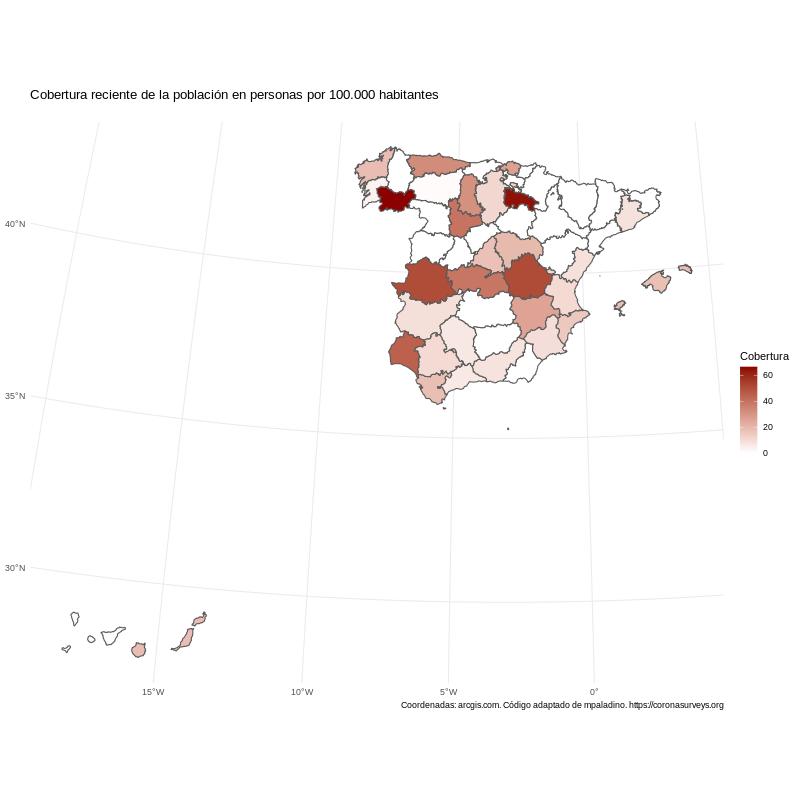 Cobertura reciente de la población en personas por 100.000 habitantes
40°N
35°N
30°N
15°W
10°W
5°W
0°
Cobertura
60
40
20
0
Coordenadas: arcgis.com. Código adaptado de mpaladino. https://coronasurveys.org